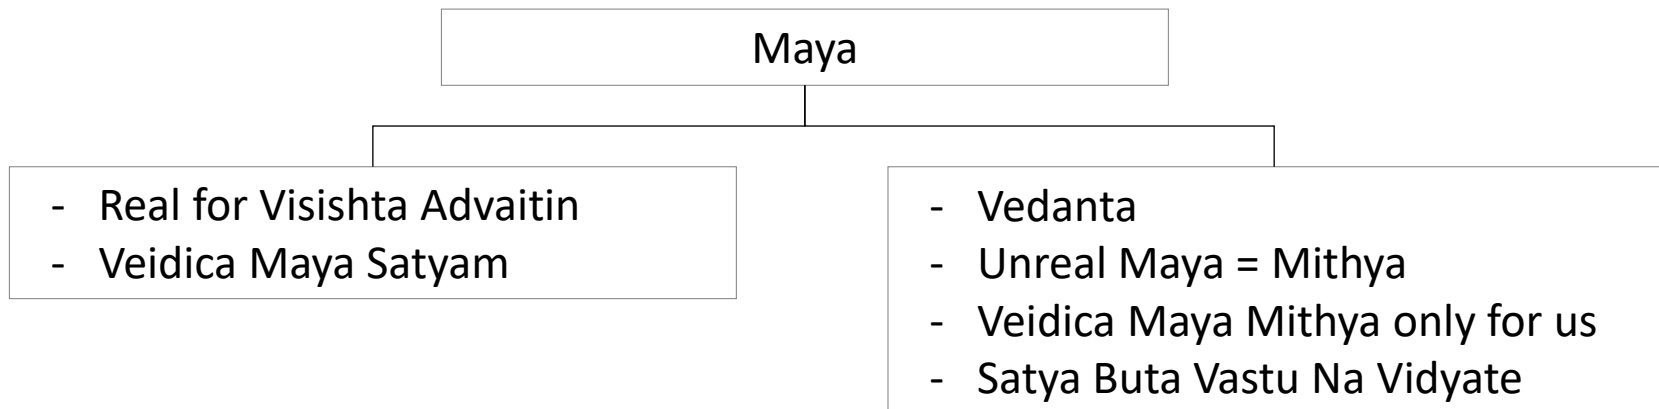 Maya
- Real for Visishta Advaitin
- Veidica Maya Satyam
- Vedanta
- Unreal Maya = Mithya
- Veidica Maya Mithya only for us
- Satya Buta Vastu Na Vidyate